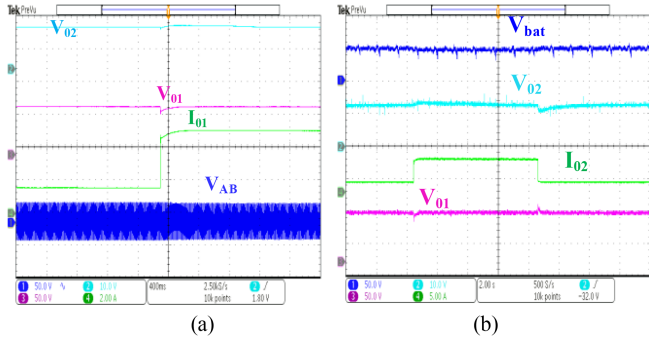 Tek PreVu
V02
V01
I01
VAB
1 50.0 V 2 10.0 V 400ms 2.50kS/s 2
3 50.0 V 4 2.00 A 10k points 1.80 V
(a)
Tek PreVu
Vbat
V02
I02
V01
1 50.0 V 2 10.0 V 2.00 s 500 S/s 2
3 50.0 V 4 5.00 A 10k points -32.0 V
(b)